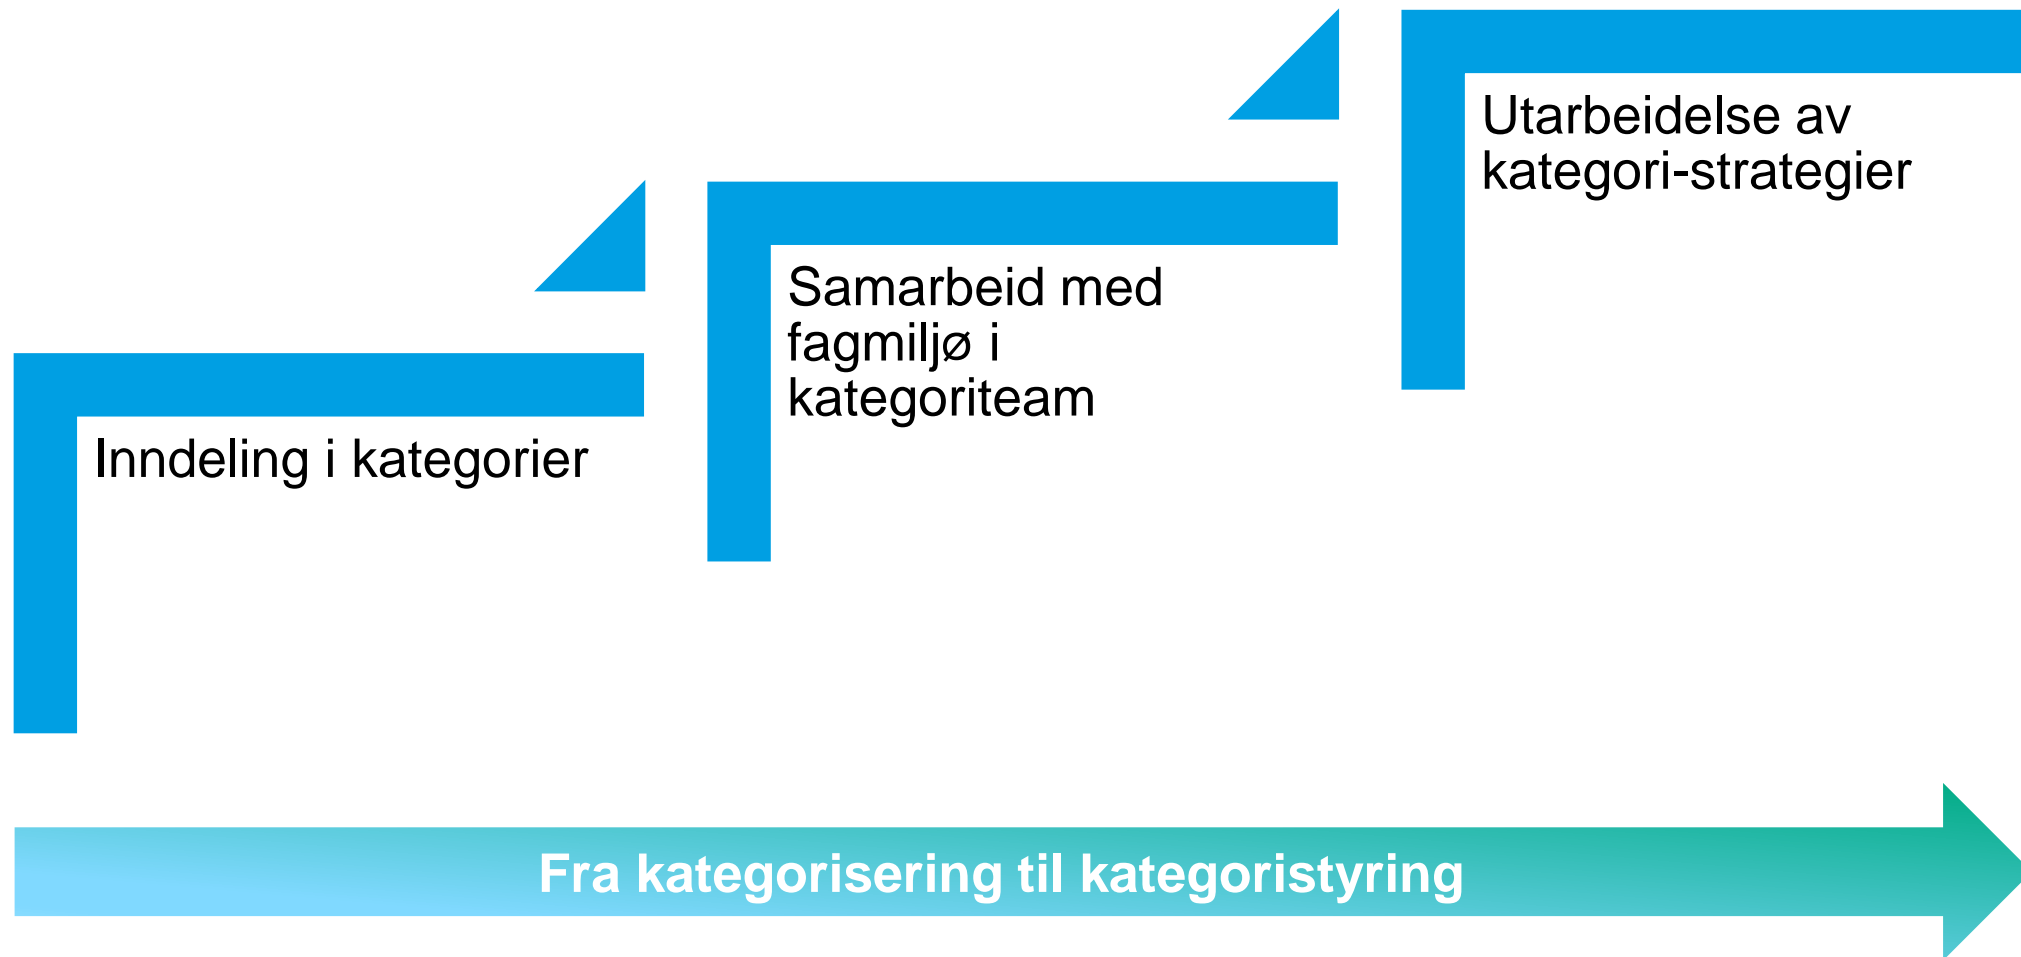 Inndeling i kategorier
Samarbeid med
fagmiljø i
kategoriteam
Utarbeidelse av
kategori-strategier
Fra kategorisering til kategoristyring